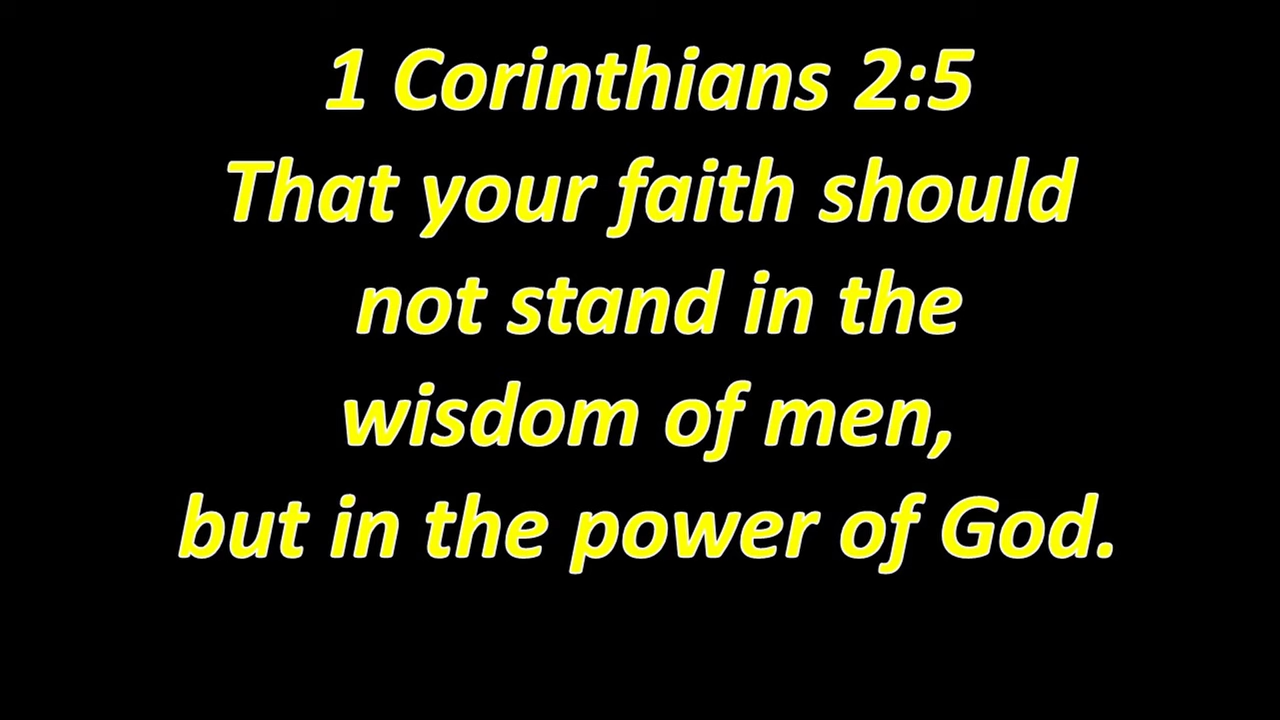 1 Corinthians 2:5
That your faith should
not stand in the
wisdom of men,
but in the power of God.